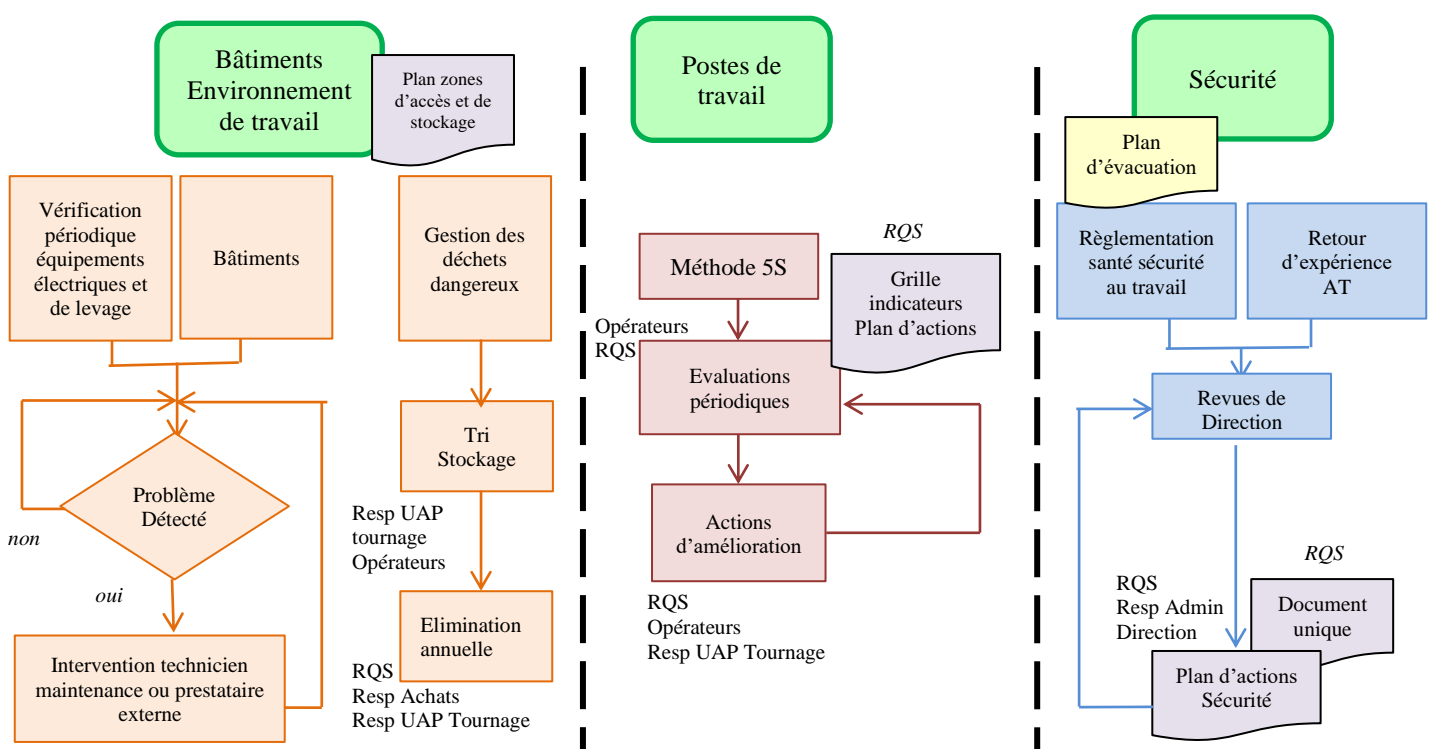 Bâtiments
Environnement
de travail
Plan zones
d’accès et de
stockage
Vérification
périodique
équipements
électriques et
de levage
Bâtiments
Gestion des
déchets
dangereux
Problème
Détecté
non
oui
Intervention technicien
maintenance ou prestataire
externe
Tri
Stockage
Resp UAP
tournage
Opérateurs
Elimination
annuelle
RQS
Resp Achats
Resp UAP Tournage
Postes de
travail
Méthode 5S
RQS
Grille
indicateurs
Plan d’actions
Opérateurs
RQS
Evaluations
périodiques
Actions
d’amélioration
RQS
Opérateurs
Resp UAP Tournage
Sécurité
Plan
d’évacuation
Règlementation
santé sécurité
au travail
Retour
d’expérience
AT
Revues de
Direction
RQS
Resp Admin
Direction
RQS
Document
unique
Plan d’actions
Sécurité